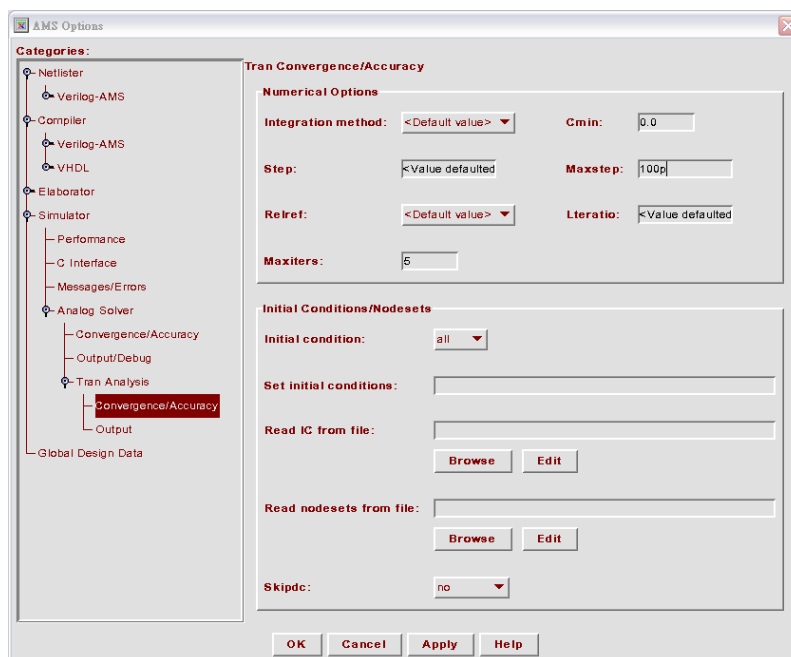 AMS Options
Categories:
Netlister
Verilog-AMS
Compiler
Verilog-AMS
VHDL
Elaborator
Simulator
Performance
C Interface
Messages/Errors
Analog Solver
Convergence/Accuracy
Output/Debug
Tran Analysis
Convergence/Accuracy
Output
Global Design Data
Tran Convergence/Accuracy
Numerical Options
Integration method: <Default value> Cmin: 0.0
Step: <Value defaulted Maxstep: 100p
Relref: <Default value> Lteratio: <Value defaulted
Maxiters: 5
Initial Conditions/Nodesets
Initial condition: all
Set initial conditions:
Read IC from file:
Browse Edit
Read nodesets from file:
Browse Edit
Skipdc: no
OK Cancel Apply Help